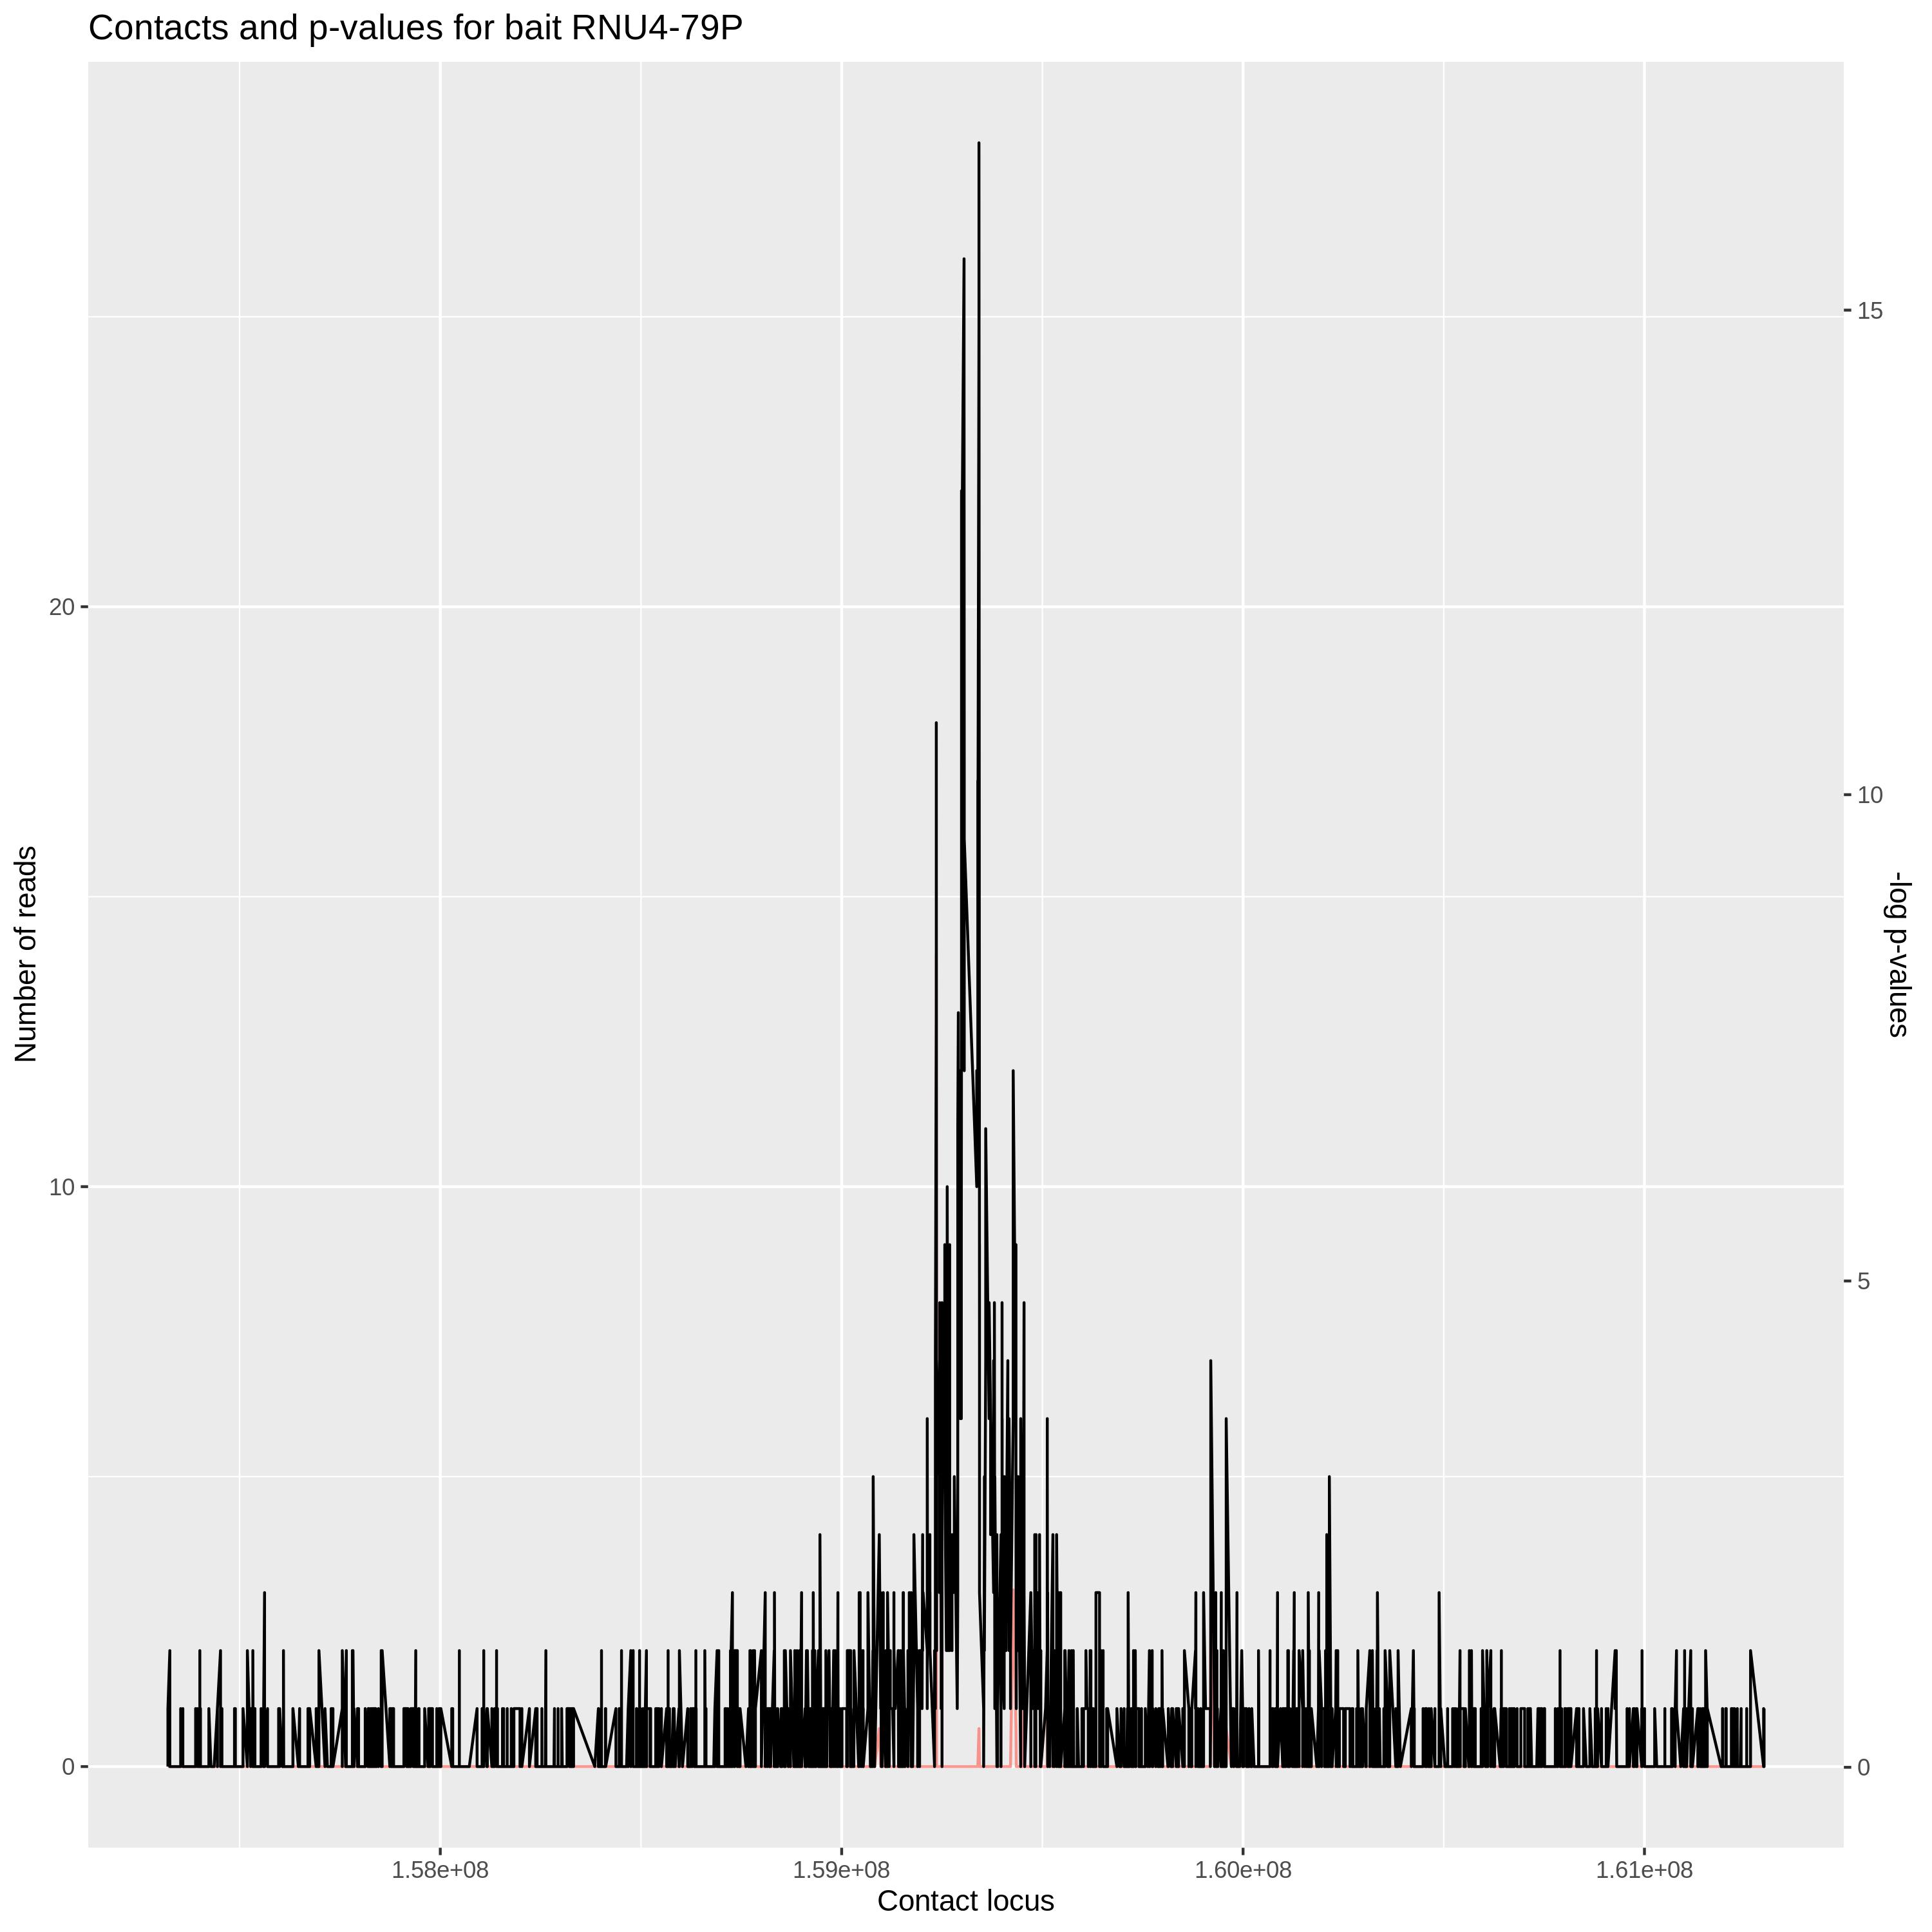 Contacts and p-values for bait RNU4-79P
Number of reads
20
10
0
15
10
5
0
-log p-values
1.58e+08
1.59e+08
1.60e+08
1.61e+08
Contact locus